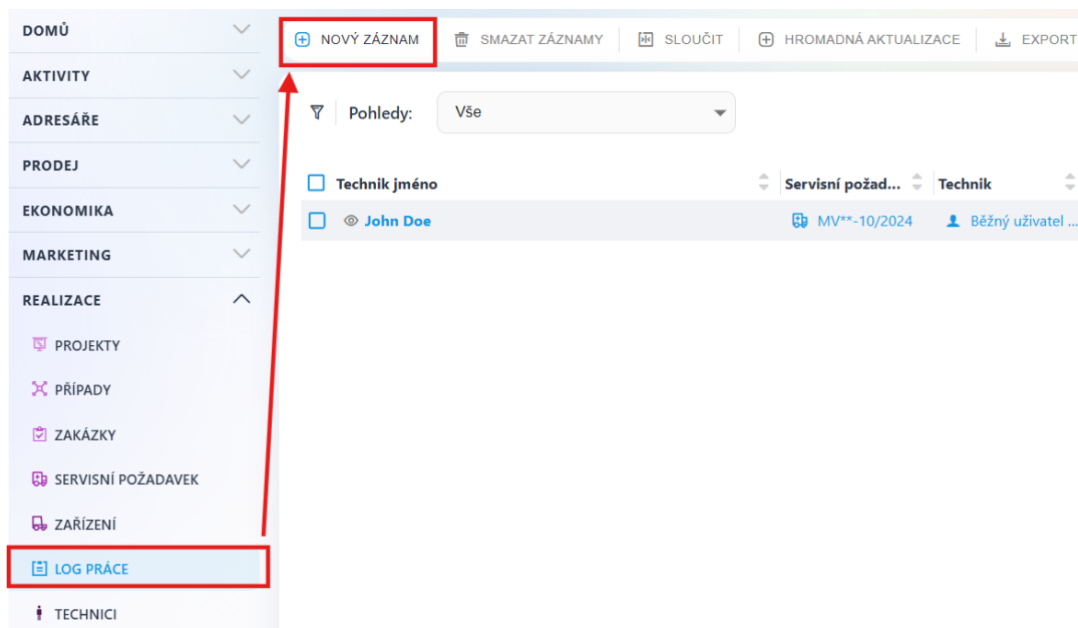 DOMŮ
AKTIVITY
ADRESÁŘE
PRODEJ
EKONOMIKA
MARKETING
REALIZACE
PROJEKTY
PŘÍPADY
ZAKÁZKY
SERVISNÍ POŽADAVEK
ZAŘÍZENÍ
LOG PRÁCE
TECHNICI
NOVÝ ZÁZNAM SMAZAT ZÁZNAMY SLOUČIT HROMADNÁ AKTUALIZACE EXPORT
Pohledy: Vše
Technik jméno Servisní požad... Technik
John Doe MV**-10/2024 Běžný uživatel ...